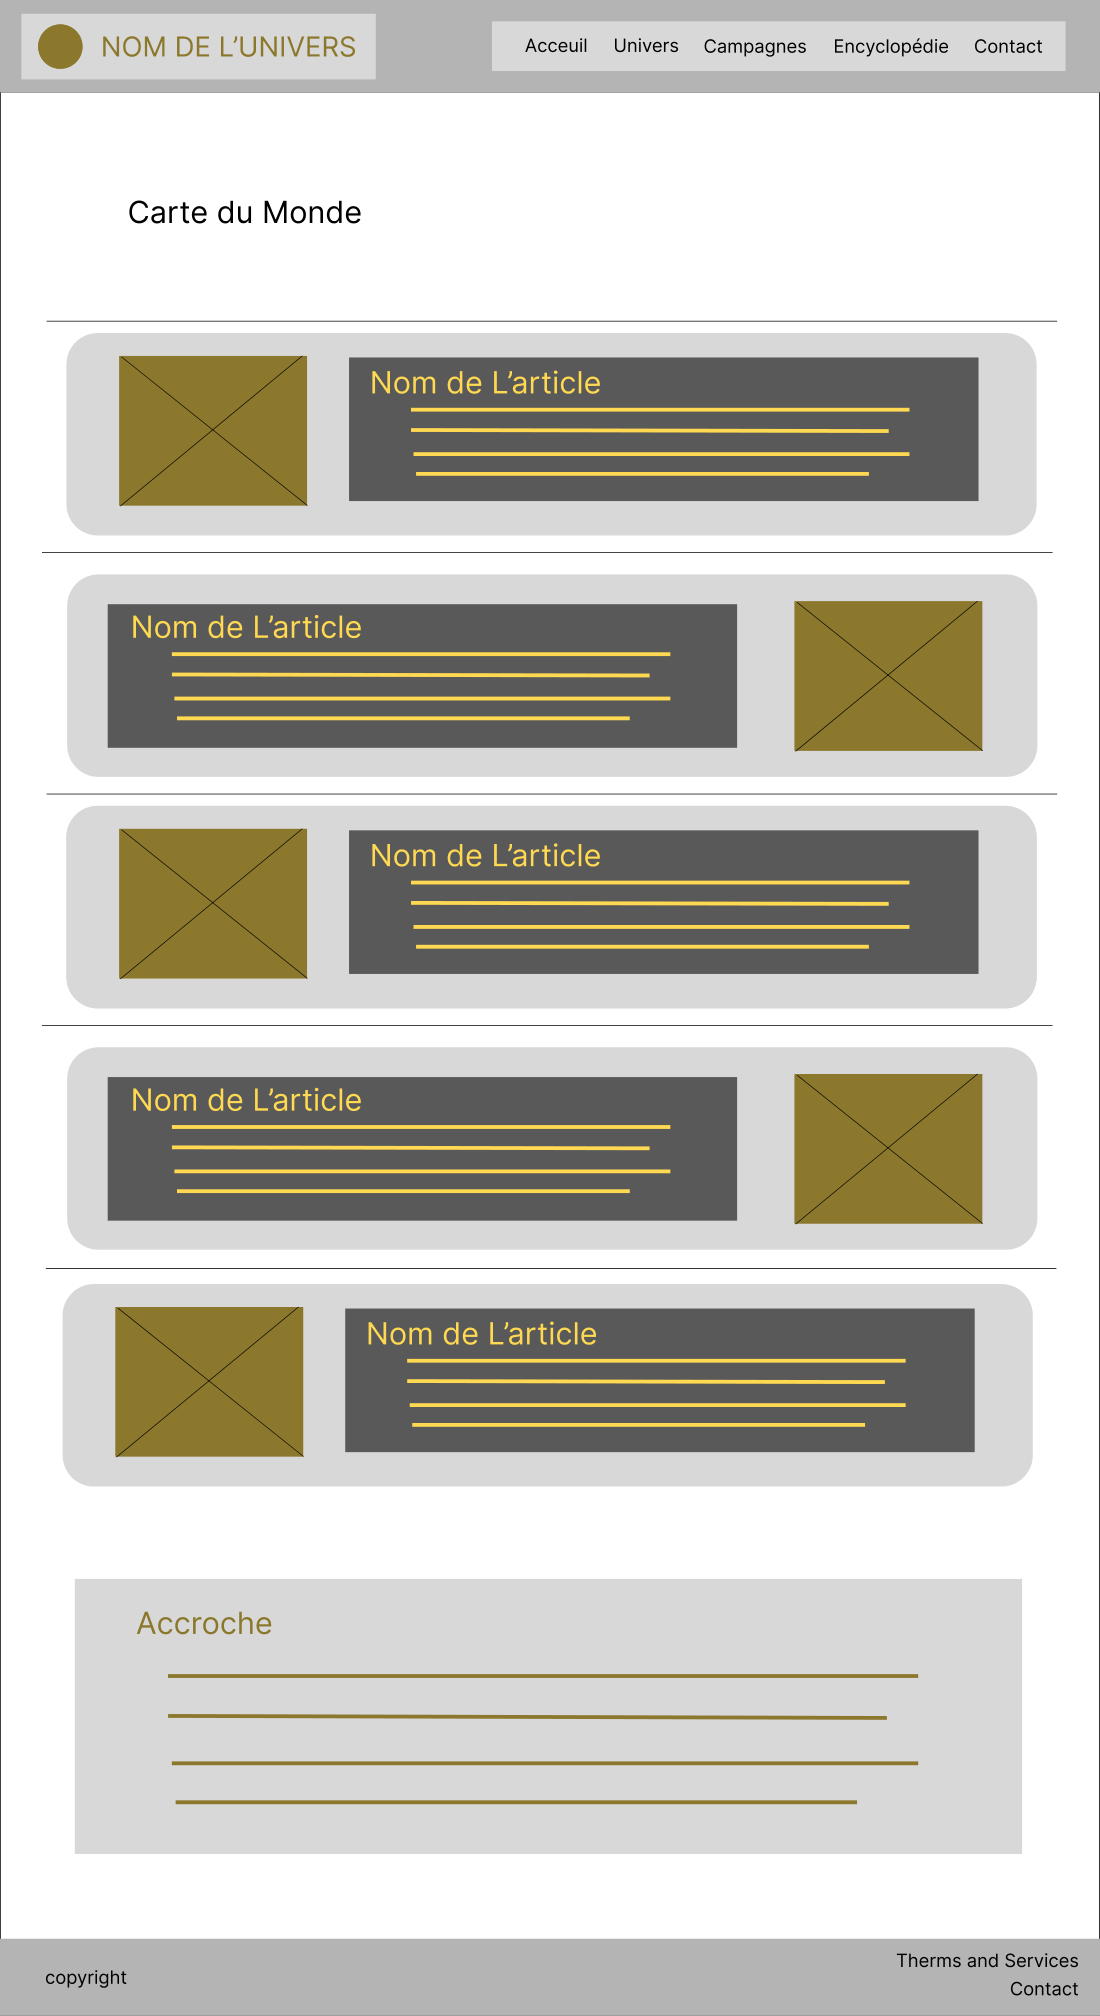 NOM DE L’UNIVERS
Acceuil Univers Campagnes Encyclopédie Contact
Carte du Monde
Nom de L’article
Nom de L’article
Nom de L’article
Nom de L’article
Nom de L’article
Accroche
copyright
Therms and Services
Contact